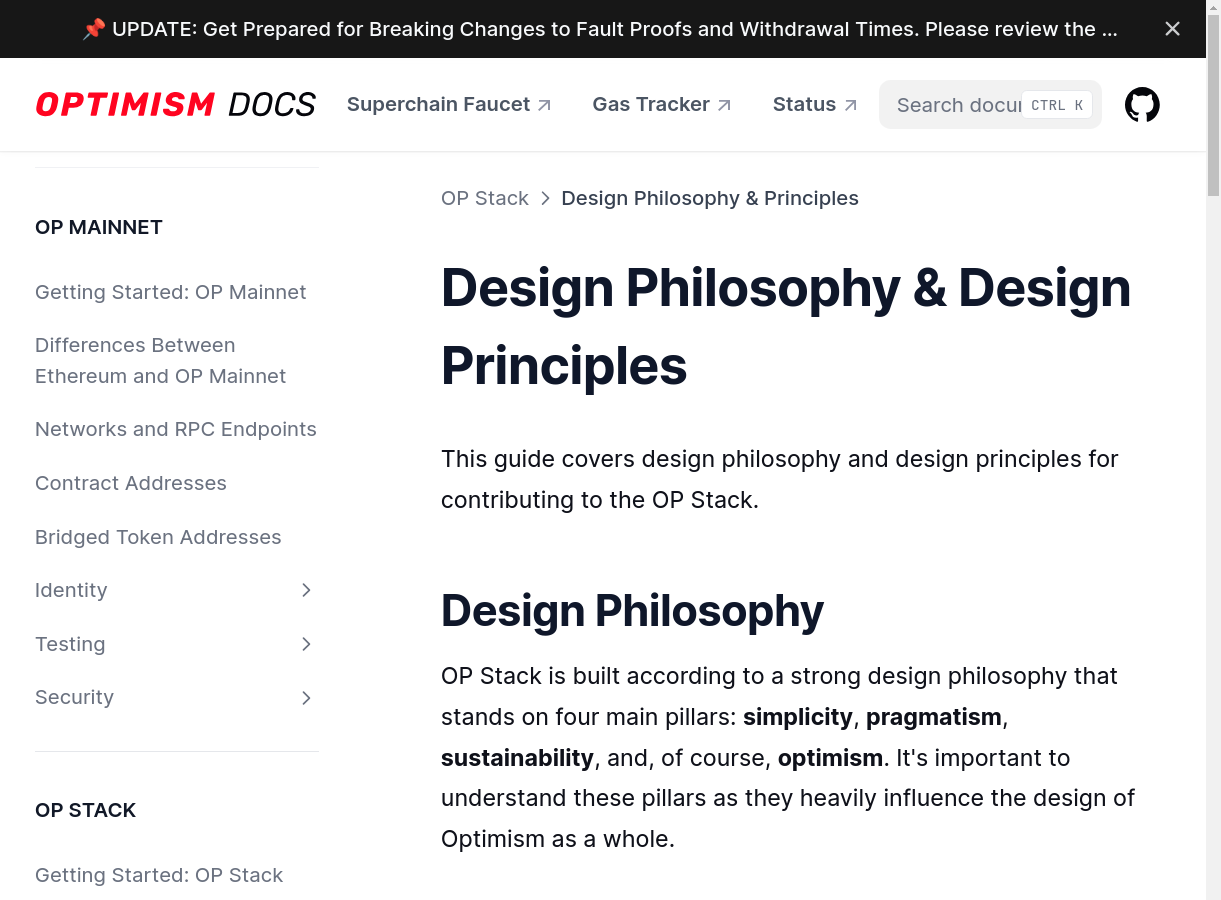 📌 UPDATE: Get Prepared for Breaking Changes to Fault Proofs and Withdrawal Times. Please review the ...
OPTIMISM DOCS
Superchain Faucet
Gas Tracker
Status
Search docu
CTRL K
OP MAINNET
Getting Started: OP Mainnet
Differences Between
Ethereum and OP Mainnet
Networks and RPC Endpoints
Contract Addresses
Bridged Token Addresses
Identity
Testing
Security
OP STACK
Getting Started: OP Stack
OP Stack > Design Philosophy & Principles
Design Philosophy & Design
Principles
This guide covers design philosophy and design principles for
contributing to the OP Stack.
Design Philosophy
OP Stack is built according to a strong design philosophy that
stands on four main pillars: simplicity, pragmatism,
sustainability, and, of course, optimism. It's important to
understand these pillars as they heavily influence the design of
Optimism as a whole.